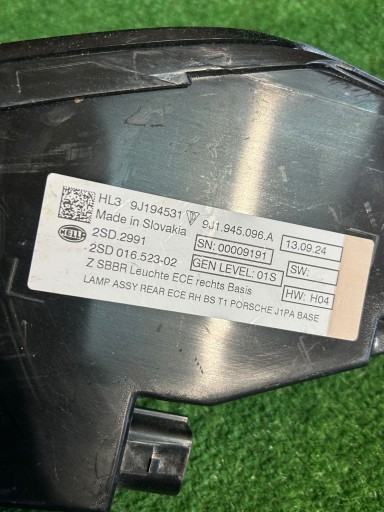 HL3 9J194531 9J1.945.096.A 13.09.24
Made in Slovakia SN: 00009191 SW: --
HELLA 2SD.2991 GEN LEVEL: 01S HW: H04
2SD 016.523-02
Z SBBR Leuchte ECE rechts Basis
LAMP ASSY REAR ECE RH BS T1 PORSCHE J1PA BASE